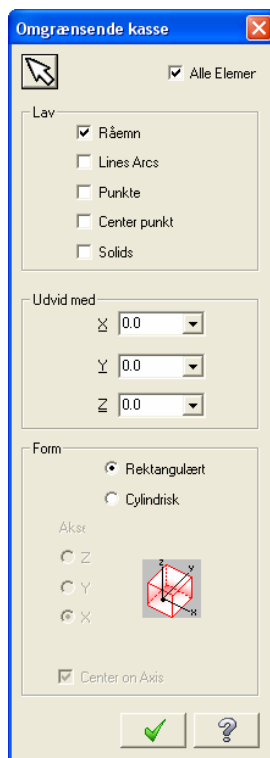 Omgrænsende kasse
Alle Elemer
Lav
Råemn
Lines Arcs
Punkte
Center punkt
Solids
Udvid med
X 0.0
Y 0.0
Z 0.0
Form
Rektangulært
Cylindrisk
Akse
Z
Y
X
z y x
Center on Axis